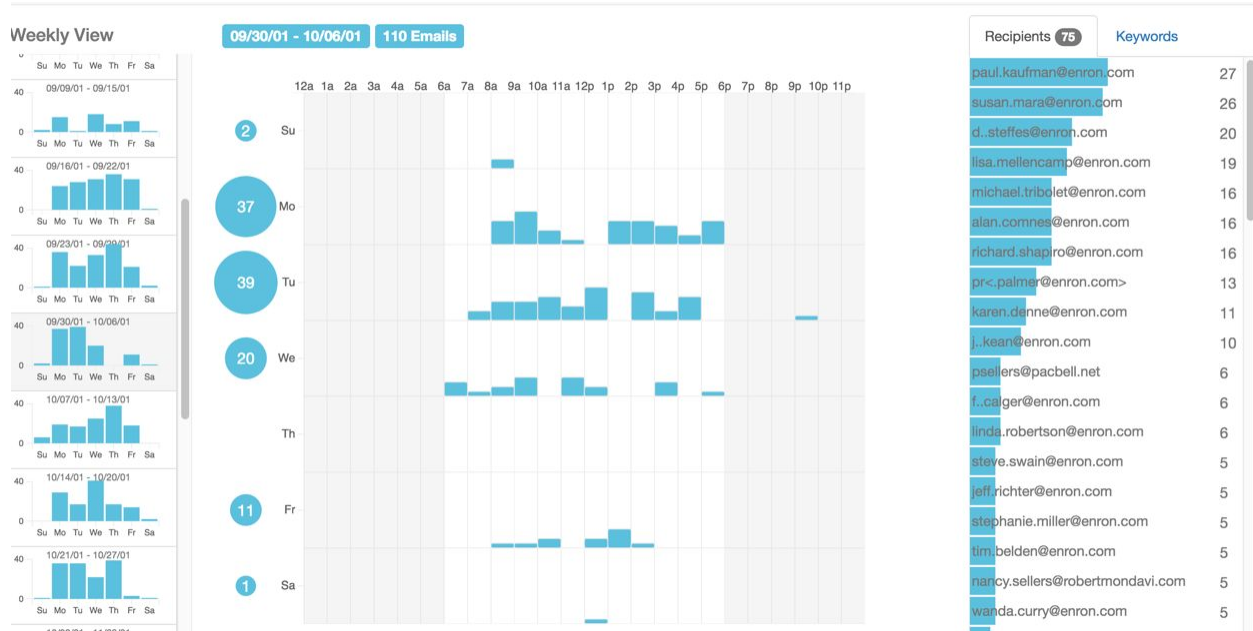 Weekly View
Su Mo Tu We Th Fr Sa
09/09/01 - 09/15/01
40
0
Su Mo Tu We Th Fr Sa
09/16/01 - 09/22/01
40
0
Su Mo Tu We Th Fr Sa
09/23/01 - 09/29/01
40
0
Su Mo Tu We Th Fr Sa
09/30/01 - 10/06/01
40
0
Su Mo Tu We Th Fr Sa
10/07/01 - 10/13/01
40
0
Su Mo Tu We Th Fr Sa
10/14/01 - 10/20/01
40
0
Su Mo Tu We Th Fr Sa
10/21/01 - 10/27/01
40
0
Su Mo Tu We Th Fr Sa
09/30/01 - 10/06/01 110 Emails
12a 1a 2a 3a 4a 5a 6a 7a 8a 9a 10a 11a 12p 1p 2p 3p 4p 5p 6p 7p 8p 9p 10p 11p
2 Su
37 Mo
39 Tu
20 We
Th
11 Fr
1 Sa
Recipients 75 Keywords
paul.kaufman@enron.com 27
susan.mara@enron.com 26
d..steffes@enron.com 20
lisa.mellencamp@enron.com 19
michael.tribolet@enron.com 16
alan.comnes@enron.com 16
richard.shapiro@enron.com 16
pr<.palmer@enron.com> 13
karen.denne@enron.com 11
j..kean@enron.com 10
psellers@pacbell.net 6
f..calger@enron.com 6
linda.robertson@enron.com 6
steve.swain@enron.com 5
jeff.richter@enron.com 5
stephanie.miller@enron.com 5
tim.belden@enron.com 5
nancy.sellers@robertmondavi.com 5
wanda.curry@enron.com 5